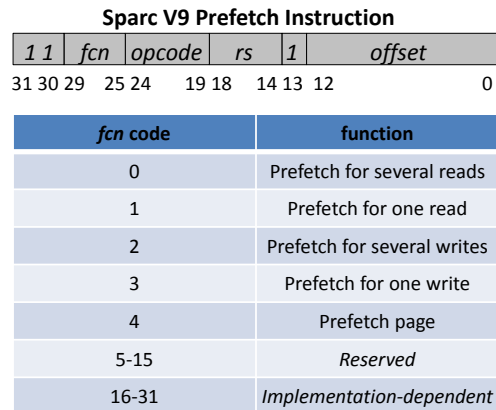 Sparc V9 Prefetch Instruction
1 1 fcn opcode rs 1 offset
31 30 29 25 24 19 18 14 13 12 0
fcn code function
0 Prefetch for several reads
1 Prefetch for one read
2 Prefetch for several writes
3 Prefetch for one write
4 Prefetch page
5-15 Reserved
16-31 Implementation-dependent